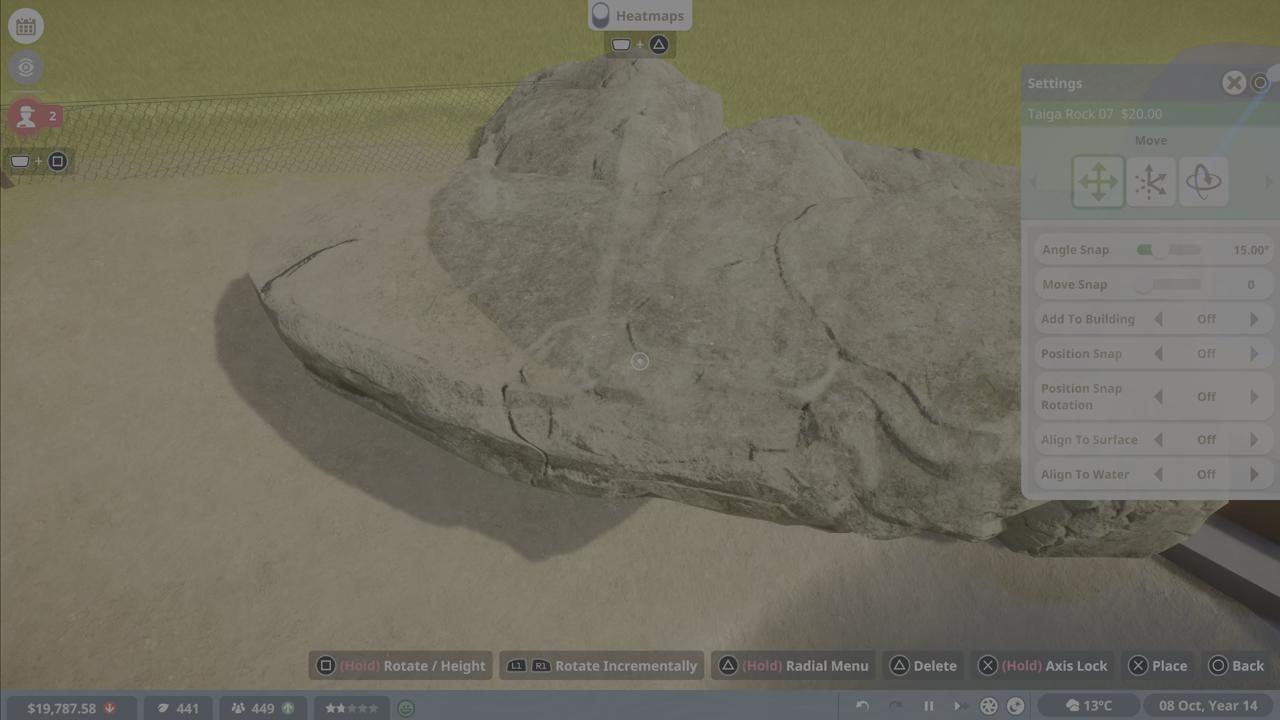 Heatmaps
+
2
+
Settings
Taiga Rock 07 $20.00
Move
Angle Snap 15.00°
Move Snap 0
Add To Building Off
Position Snap Off
Position Snap
Rotation Off
Align To Surface Off
Align To Water Off
(Hold) Rotate / Height L1 R1 Rotate Incrementally (Hold) Radial Menu Delete (Hold) Axis Lock Place Back
$19,787.58 441 449 13°C 08 Oct, Year 14